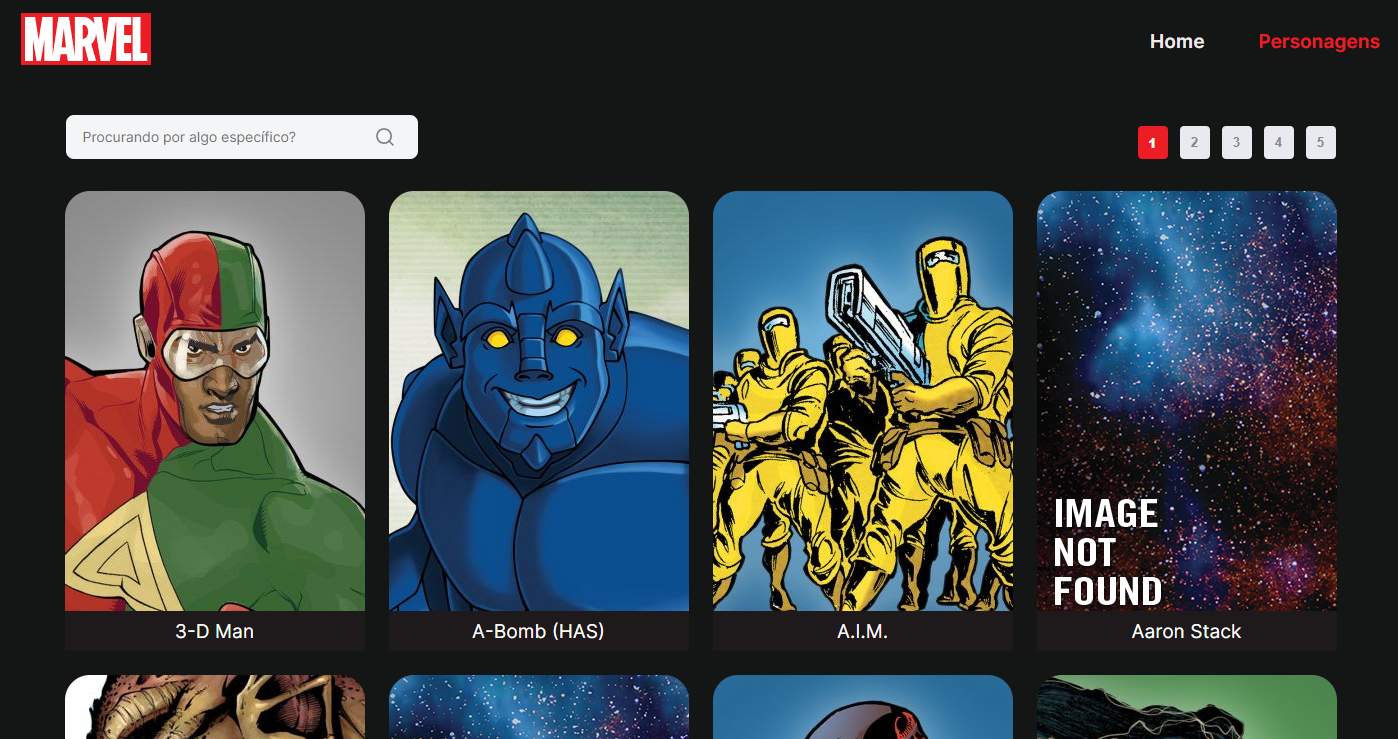 MARVEL
Home
Personagens
Procurando por algo específico?
1
2
3
4
5
IMAGE
NOT
FOUND
3-D Man
A-Bomb (HAS)
A.I.M.
Aaron Stack